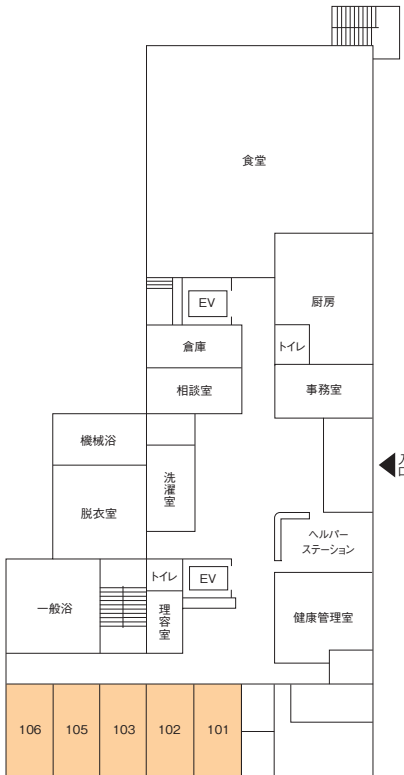 食堂
EV
厨房
倉庫
トイレ
相談室
事務室
機械浴
洗濯室
脱衣室
入口
ヘルパー
ステーション
トイレ
EV
一般浴
理容室
健康管理室
106
105
103
102
101